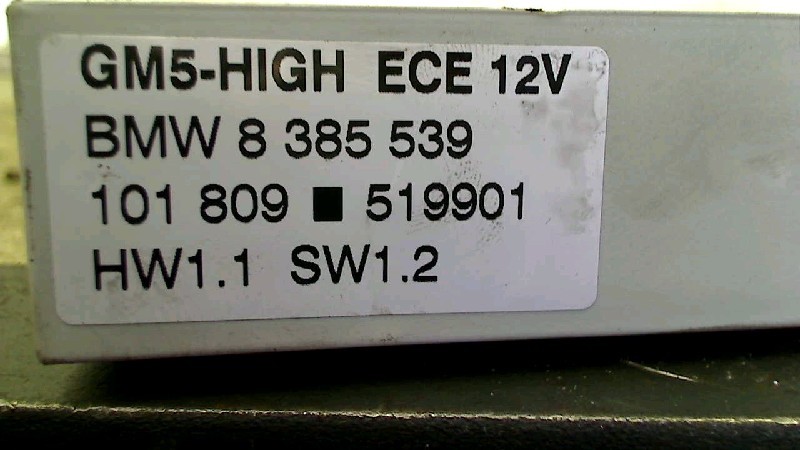 GM5-HIGH ECE 12V
BMW 8 385 539
101 809 ■ 519901
HW1.1 SW1.2